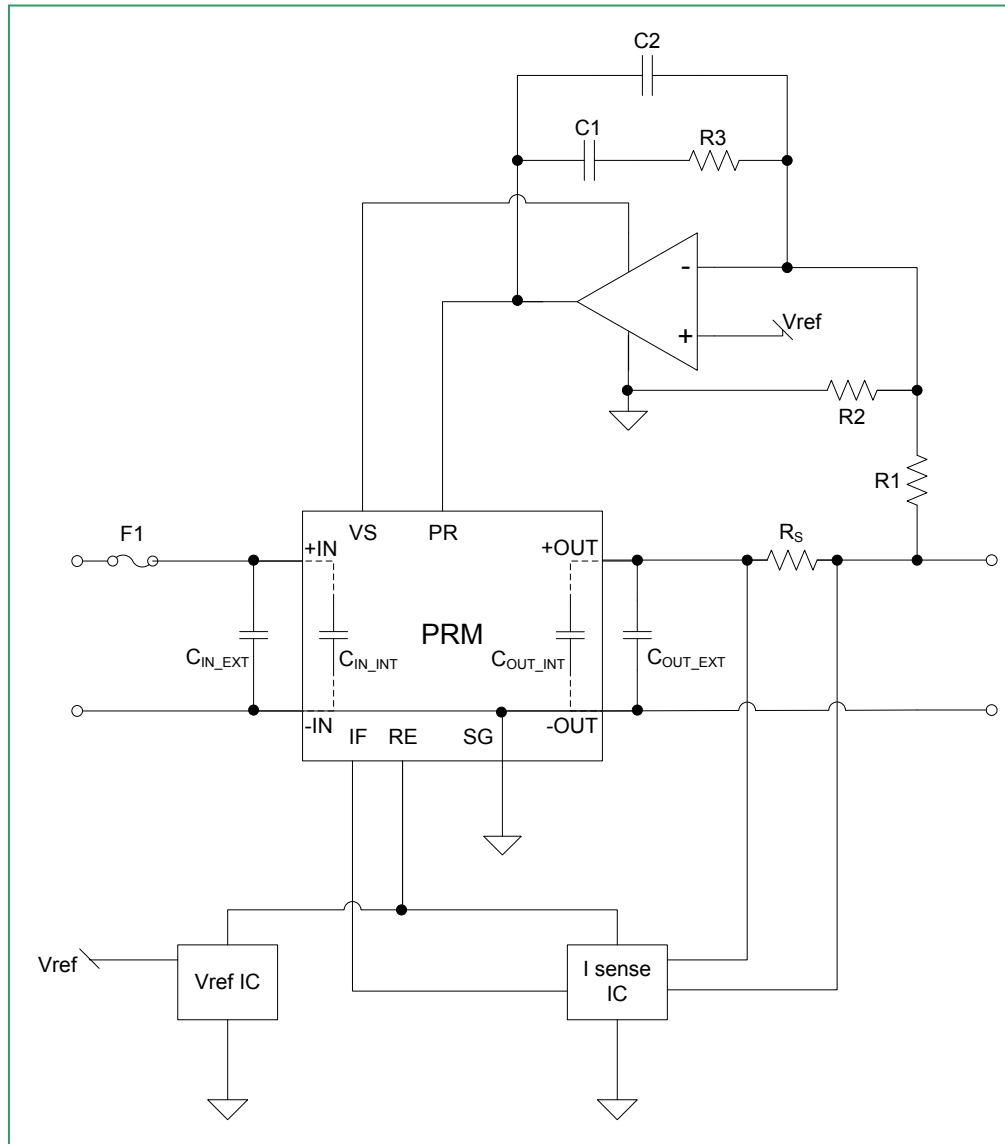 C2
C1
R3
-
+
Vref
R2
R1
F1
VS
PR
+IN
+OUT
R_S
PRM
C_IN_EXT
C_IN_INT
C_OUT_INT
C_OUT_EXT
-IN
-OUT
IF
RE
SG
Vref
Vref IC
I sense
IC